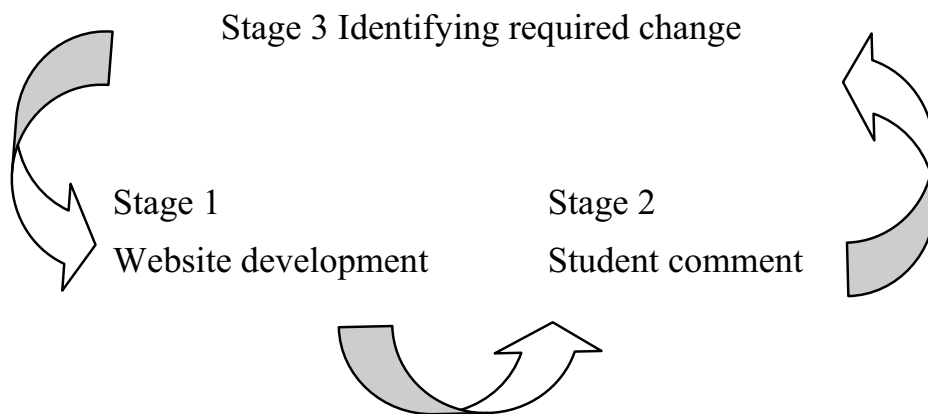 Stage 3 Identifying required change
Stage 1
Website development
Stage 2
Student comment